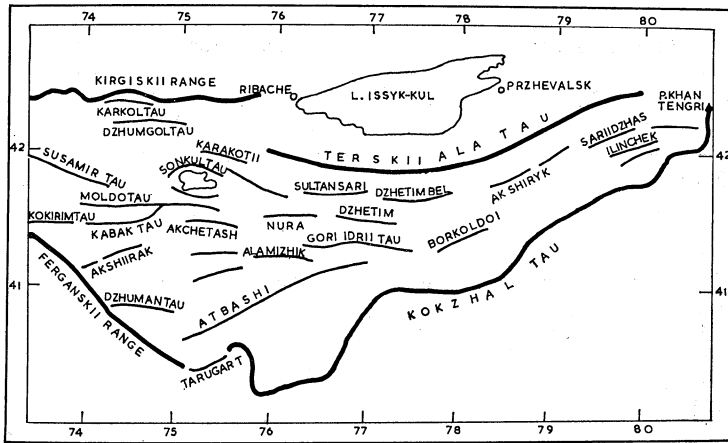 74 75 76 77 78 79 80
KIRGISKII RANGE
RIBACHE
L. ISSYK-KUL
PRZHEVALSK
P.KHAN
TENGRI
KARKOLTAU
DZHUMGOLTAU
42
42
KARAKOTII
TERSKII ALA TAU
SARIIDZHAS
ILINCHEK
SUSAMIR TAU
SONKULTAU
SULTANSARI
DZHETIMBEL
AKSHIRYK
MOLDOTAU
KOKIRIMTAU
KABAK TAU
AKCHETASH
NURA
DZHETIM
GORI IDRII TAU
BORKOLDOI
AKSHIIRAK
ALAMIZHIK
41
41
FERGANSKII RANGE
DZHUMANTAU
ATBASHI
KOKZHAL TAU
TARUGART
74 75 76 77 78 79 80